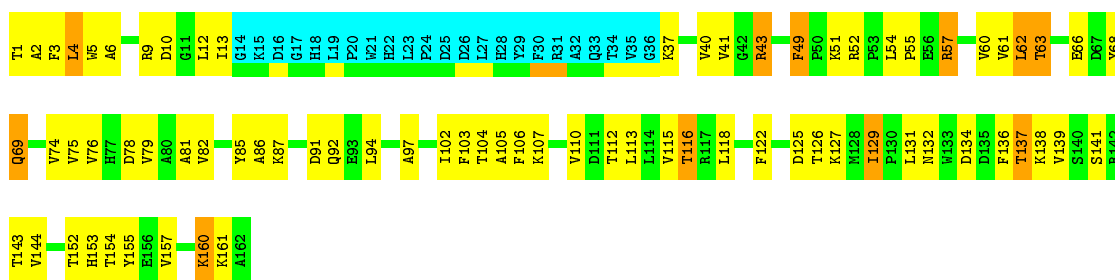 T1 A2 F3 L4 W5 A6 R9 D10 G11 L12 I13 G14 K15 D16 G17 H18 L19 P20 W21 H22 L23 P24 D25 D26 L27 H28 Y29 F30 R31 A32 Q33 T34 V35 G36 K37 V40 V41 G42 R43 F49 P50 K51 R52 P53 L54 P55 E56 R57 V60 V61 L62 T63 E66 D67 Y68
Q69 V74 V75 V76 H77 D78 V79 A80 A81 V82 Y85 A86 K87 D91 Q92 E93 L94 A97 I102 F103 T104 A105 F106 K107 V110 D111 T112 L113 L114 V115 T116 R117 L118 F122 D125 T126 K127 M128 I129 P130 L131 N132 W133 D134 D135 F136 T137 K138 V139 S140 S141 R142
T143 V144 T152 H153 T154 Y155 E156 V157 K160 K161 A162